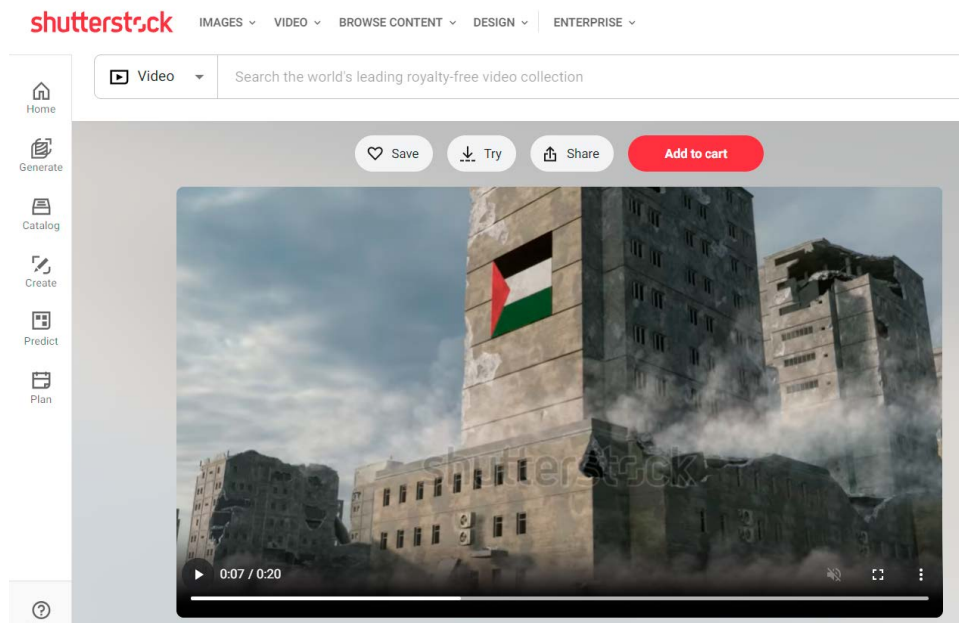 shutterstock IMAGES VIDEO BROWSE CONTENT DESIGN ENTERPRISE
Video Search the world's leading royalty-free video collection
Home
Generate
Catalog
Create
Predict
Plan
Save Try Share Add to cart
shutterstock
0:07 / 0:20